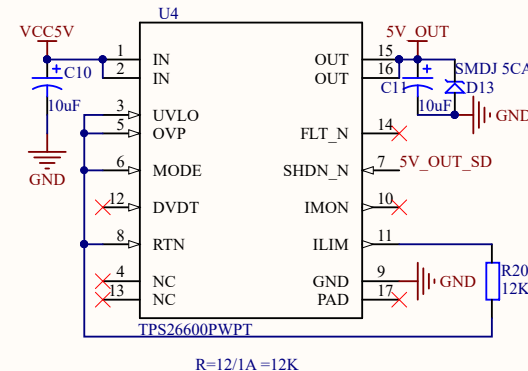 U4
VCC5V
5V_OUT
1 IN OUT 15
2 IN OUT 16
C10
10uF
C11
10uF
SMDJ 5CA
D13
GND
3 UVLO
5 OVP
FLT_N 14
6 MODE
SHDN_N 7 5V_OUT_SD
GND
12 DVDT
IMON 10
8 RTN
ILIM 11
4 NC
GND 9 GND
13 NC
PAD 17
R20
12K
TPS26600PWPT
R=12/1A =12K